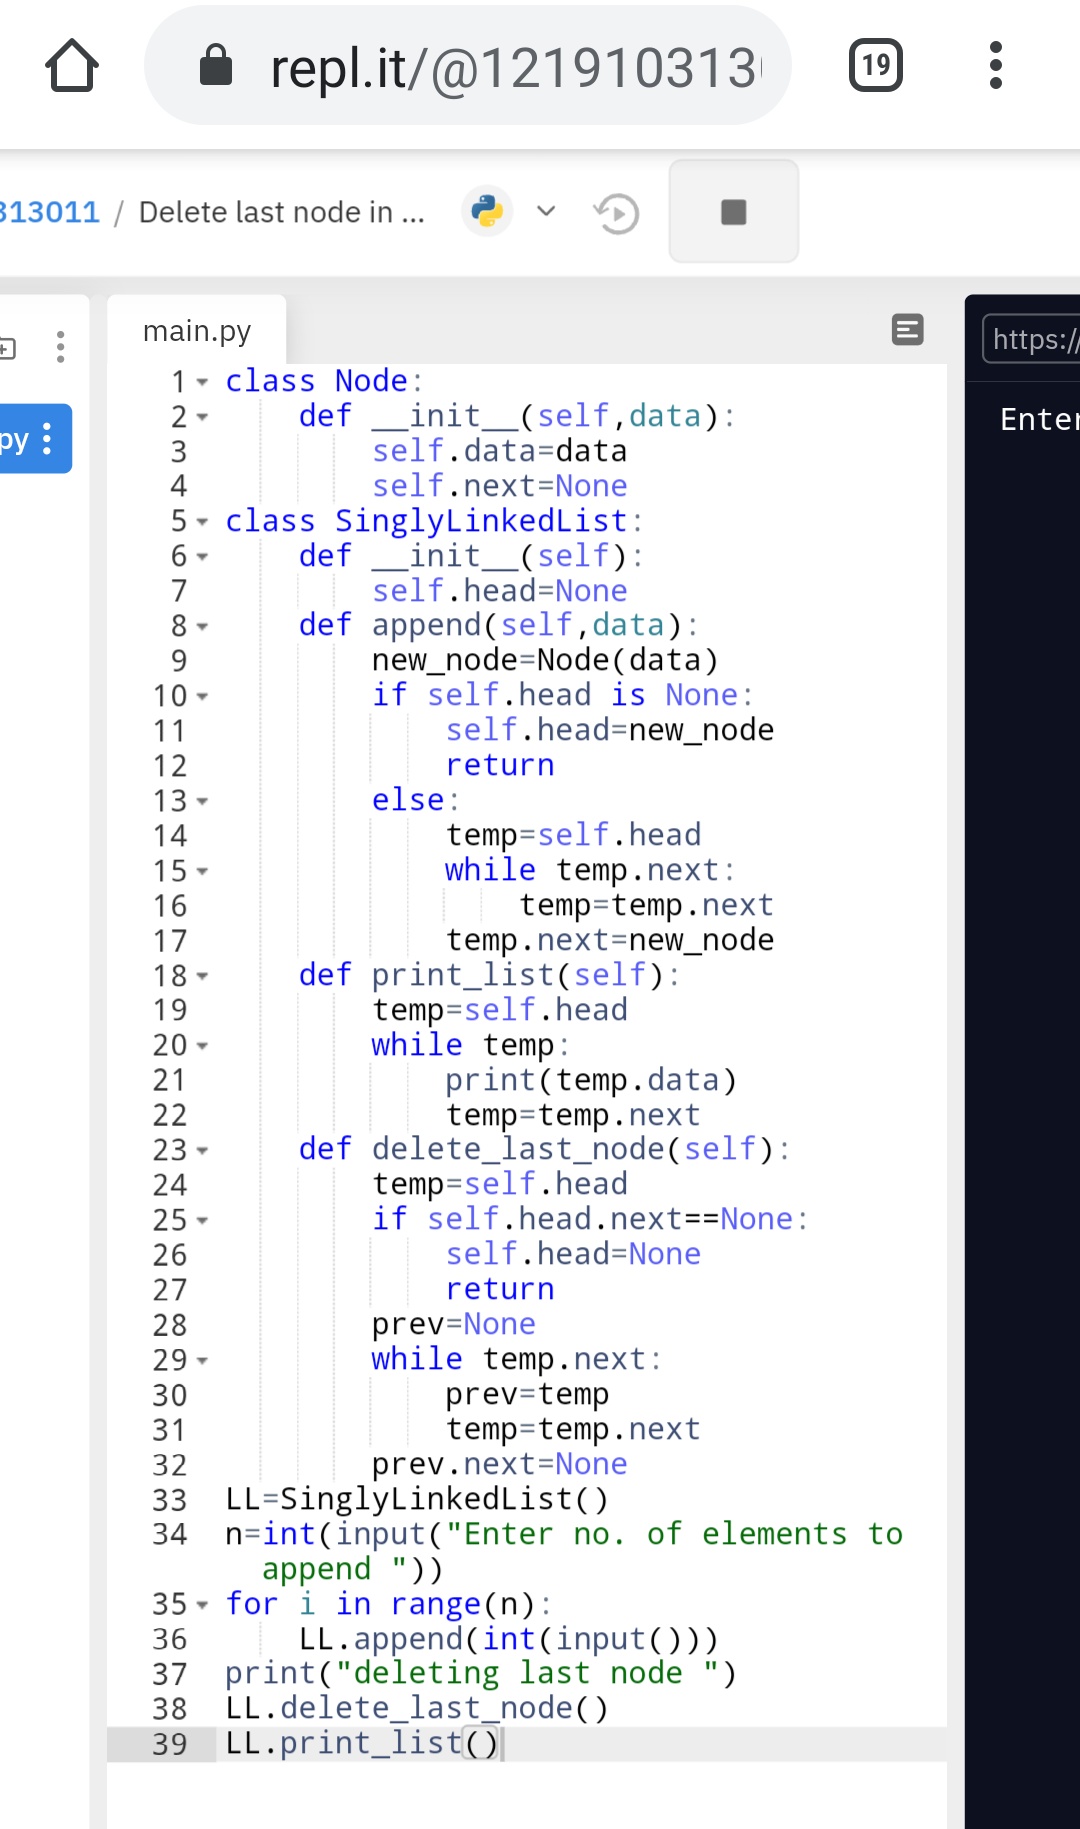 repl.it/@121910313
19
313011 / Delete last node in ...
main.py
https://
py
Enter
1 class Node:
2     def __init__(self,data):
3         self.data=data
4         self.next=None
5 class SinglyLinkedList:
6     def __init__(self):
7         self.head=None
8     def append(self,data):
9         new_node=Node(data)
10         if self.head is None:
11             self.head=new_node
12             return
13         else:
14             temp=self.head
15             while temp.next:
16                 temp=temp.next
17             temp.next=new_node
18     def print_list(self):
19         temp=self.head
20         while temp:
21             print(temp.data)
22             temp=temp.next
23     def delete_last_node(self):
24         temp=self.head
25         if self.head.next==None:
26             self.head=None
27             return
28         prev=None
29         while temp.next:
30             prev=temp
31             temp=temp.next
32         prev.next=None
33 LL=SinglyLinkedList()
34 n=int(input("Enter no. of elements to
append "))
35 for i in range(n):
36     LL.append(int(input()))
37 print("deleting last node ")
38 LL.delete_last_node()
39 LL.print_list()